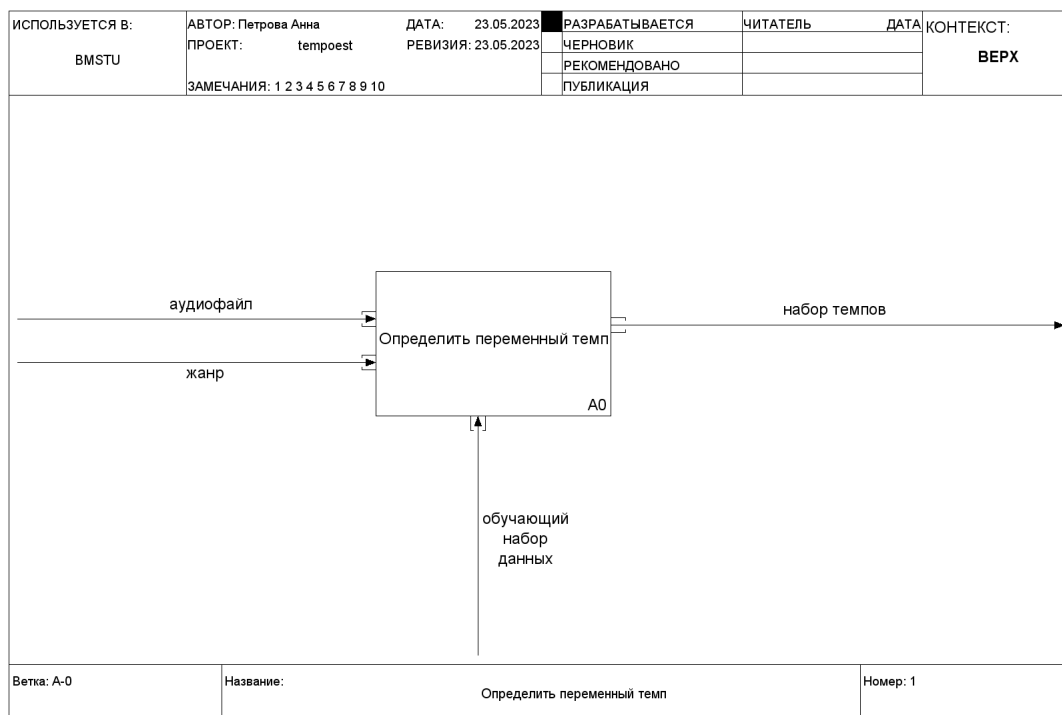 ИСПОЛЬЗУЕТСЯ В:
BMSTU
АВТОР: Петрова Анна
ДАТА: 23.05.2023
ПРОЕКТ: tempoest
РЕВИЗИЯ: 23.05.2023
ЗАМЕЧАНИЯ: 1 2 3 4 5 6 7 8 9 10
РАЗРАБАТЫВАЕТСЯ
ЧЕРНОВИК
РЕКОМЕНДОВАНО
ПУБЛИКАЦИЯ
ЧИТАТЕЛЬ ДАТА
КОНТЕКСТ:
ВЕРХ
аудиофайл
жанр
Определить переменный темп
A0
набор темпов
обучающий
набор
данных
Ветка: A-0
Название:
Определить переменный темп
Номер: 1